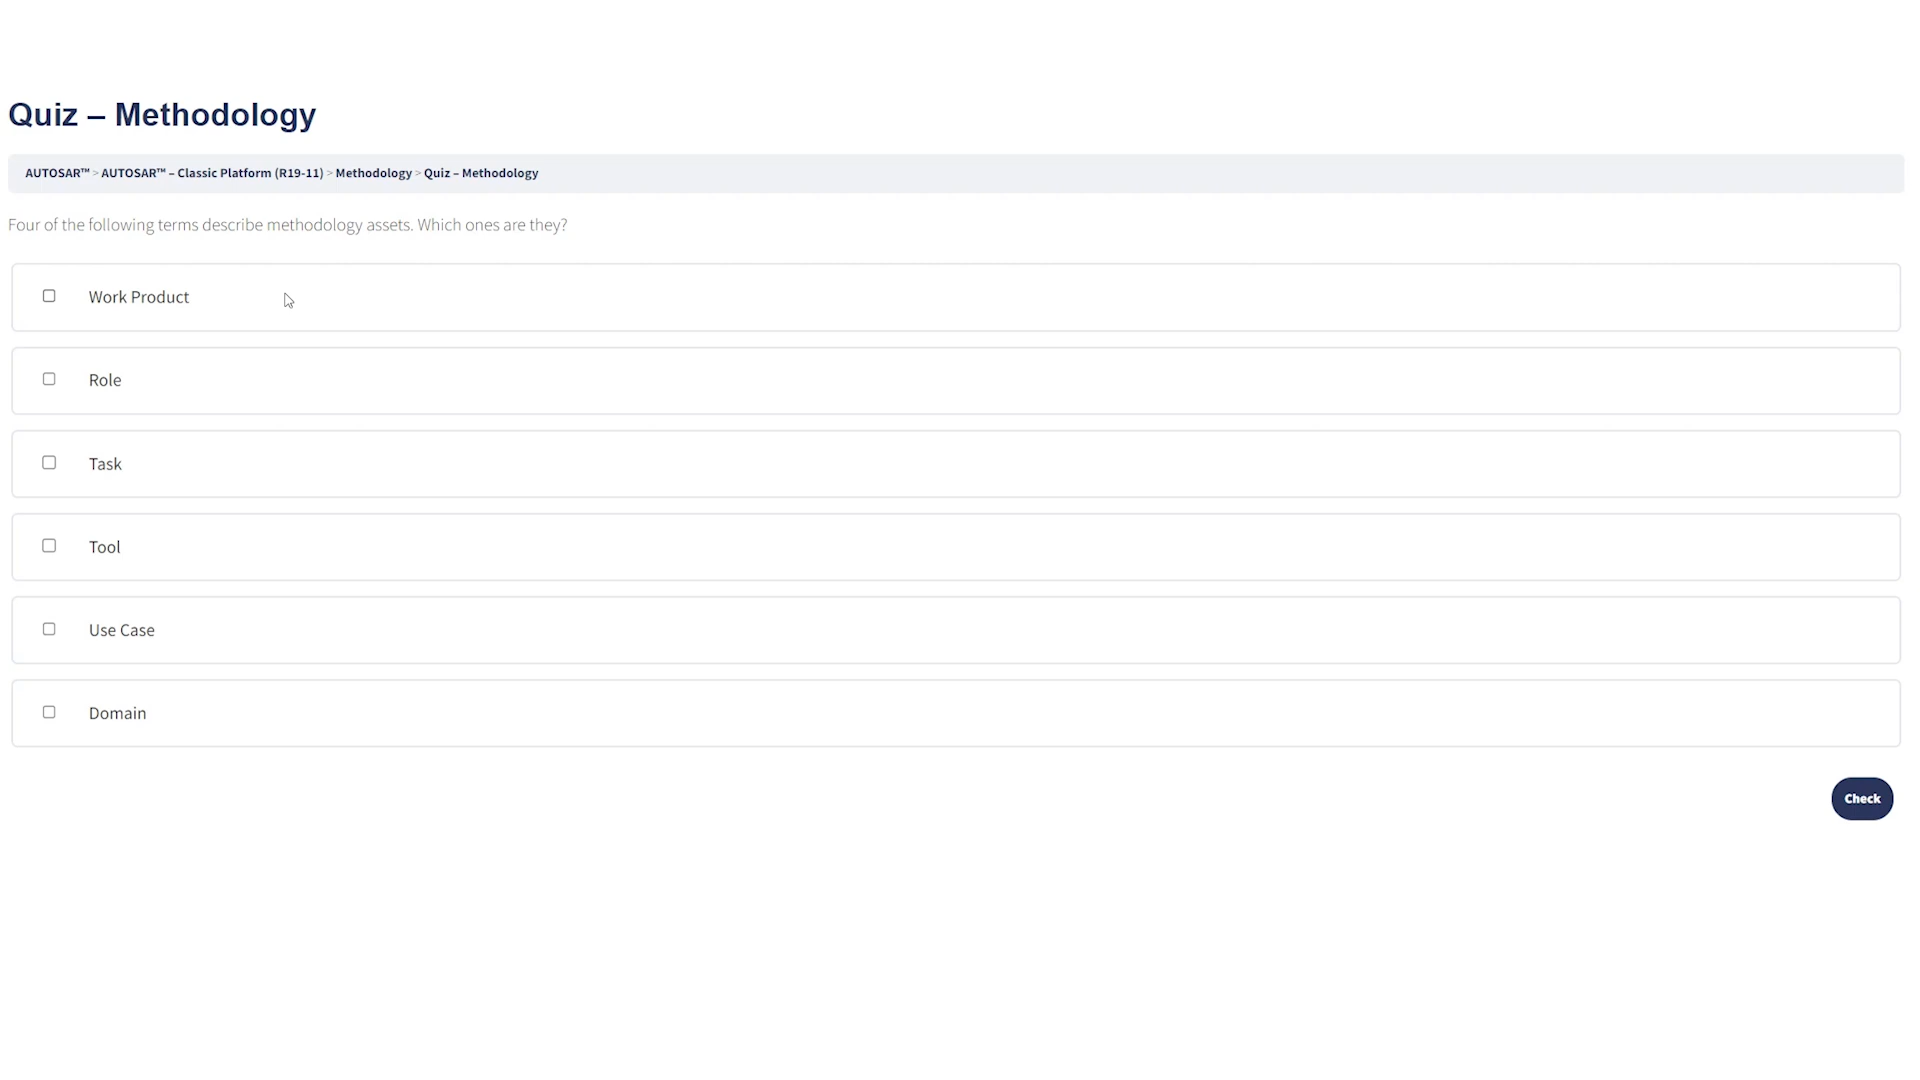 Quiz – Methodology
AUTOSAR™ > AUTOSAR™ – Classic Platform (R19-11) > Methodology > Quiz – Methodology
Four of the following terms describe methodology assets. Which ones are they?
Work Product
Role
Task
Tool
Use Case
Domain
Check